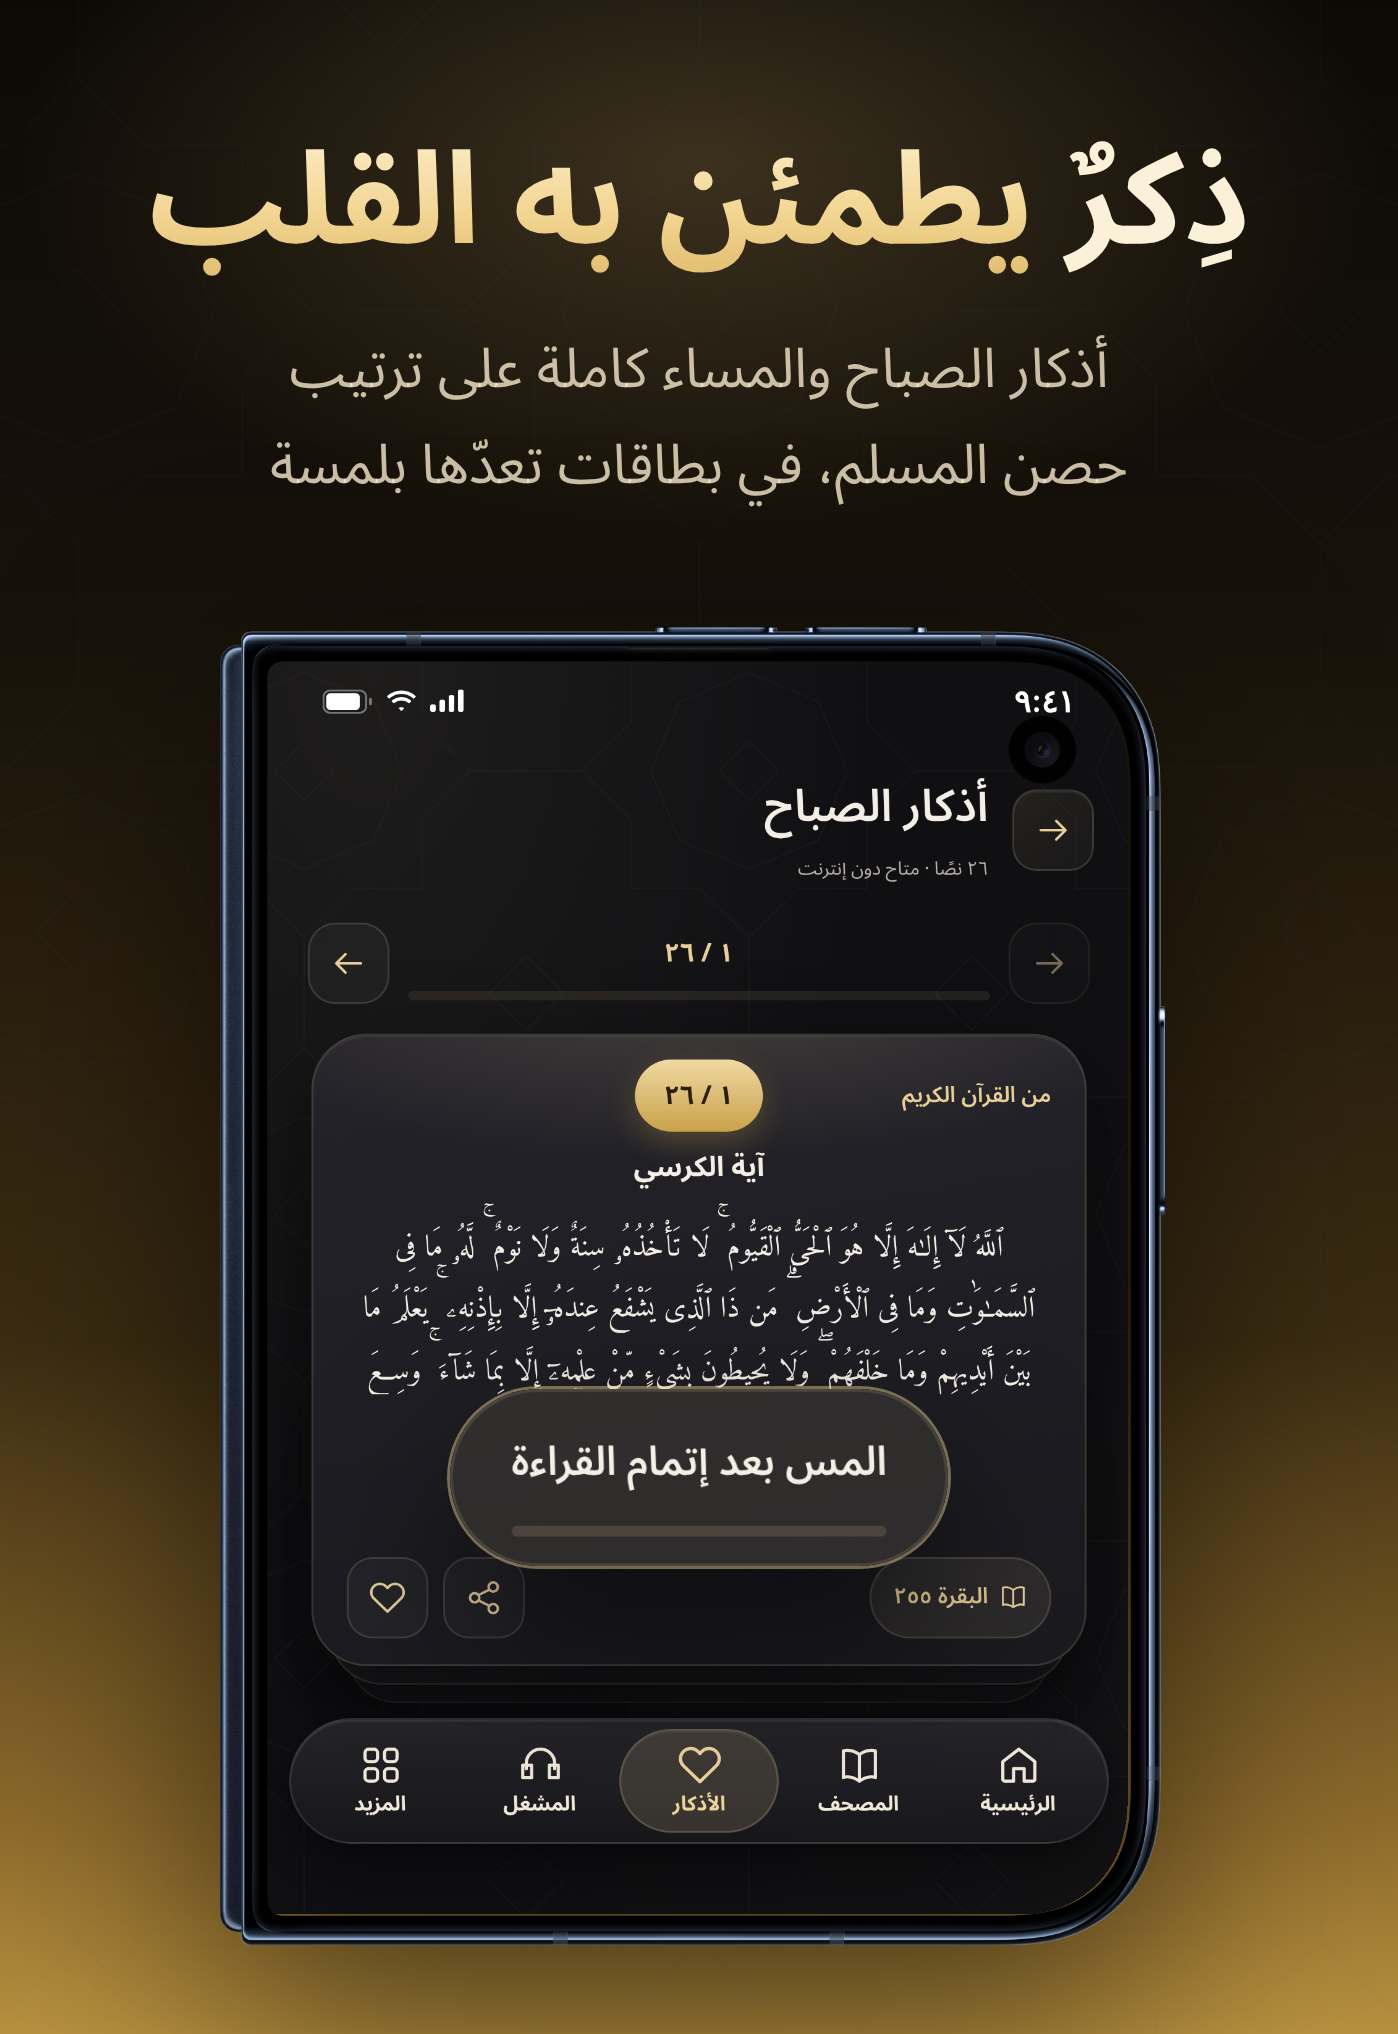 ذِكرٌ يطمئن به القلب
أذكار الصباح والمساء كاملة على ترتيب
حصن المسلم، في بطاقات تعدّها بلمسة
٩:٤١
أذكار الصباح
٢٦ نصًا · متاح دون إنترنت
١ / ٢٦
من القرآن الكريم
١ / ٢٦
آية الكرسي
ٱللَّهُ لَآ إِلَـٰهَ إِلَّا هُوَ ٱلْحَىُّ ٱلْقَيُّومُ ۚ لَا تَأْخُذُهُۥ سِنَةٌ وَلَا نَوْمٌ ۚ لَّهُۥ مَا فِى
ٱلسَّمَـٰوَٰتِ وَمَا فِى ٱلْأَرْضِ ۗ مَن ذَا ٱلَّذِى يَشْفَعُ عِندَهُۥٓ إِلَّا بِإِذْنِهِۦ ۚ يَعْلَمُ مَا
بَيْنَ أَيْدِيهِمْ وَمَا خَلْفَهُمْ ۖ وَلَا يُحِيطُونَ بِشَىْءٍ مِّنْ عِلْمِهِۦٓ إِلَّا بِمَا شَآءَ ۚ وَسِعَ
المس بعد إتمام القراءة
البقرة ٢٥٥
الرئيسية
المصحف
الأذكار
المشغل
المزيد